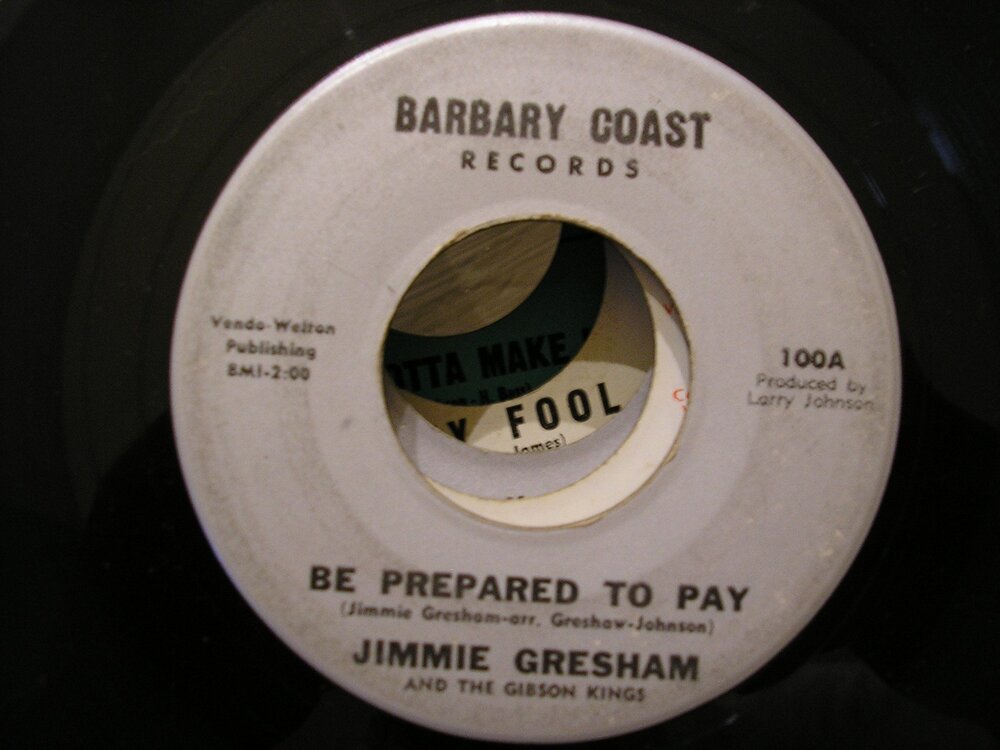 BARBARY COAST
RECORDS
Vendo-Welton
Publishing
BMI-2:00
100A
Produced by
Larry Johnson
OTTA MAKE
Y FOOL
James)
BE PREPARED TO PAY
(Jimmie Gresham-arr. Greshaw-Johnson)
JIMMIE GRESHAM
AND THE GIBSON KINGS